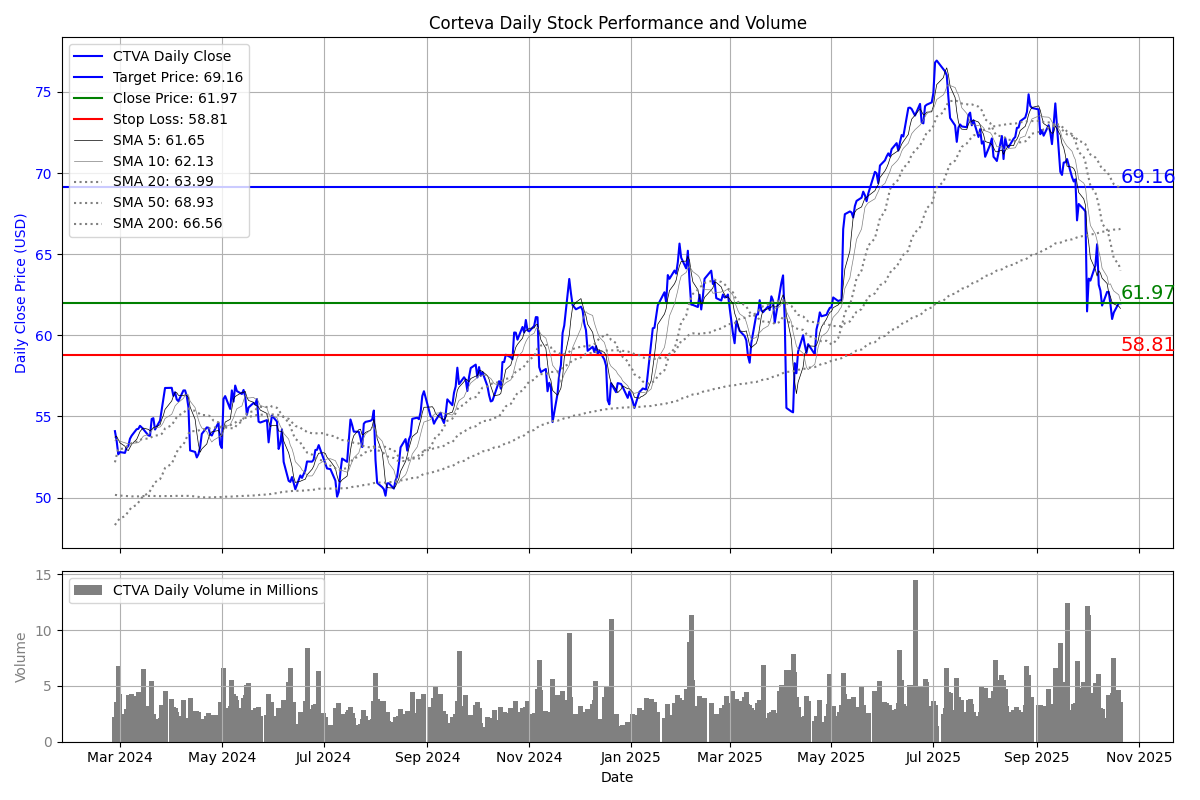 Corteva Daily Stock Performance and Volume
CTVA Daily Close
Target Price: 69.16
Close Price: 61.97
Stop Loss: 58.81
SMA 5: 61.65
SMA 10: 62.13
SMA 20: 63.99
SMA 50: 68.93
SMA 200: 66.56
Daily Close Price (USD)
75
70
65
60
55
50
69.16
61.97
58.81
CTVA Daily Volume in Millions
Volume
15
10
5
0
Mar 2024 May 2024 Jul 2024 Sep 2024 Nov 2024 Jan 2025 Mar 2025 May 2025 Jul 2025 Sep 2025 Nov 2025
Date